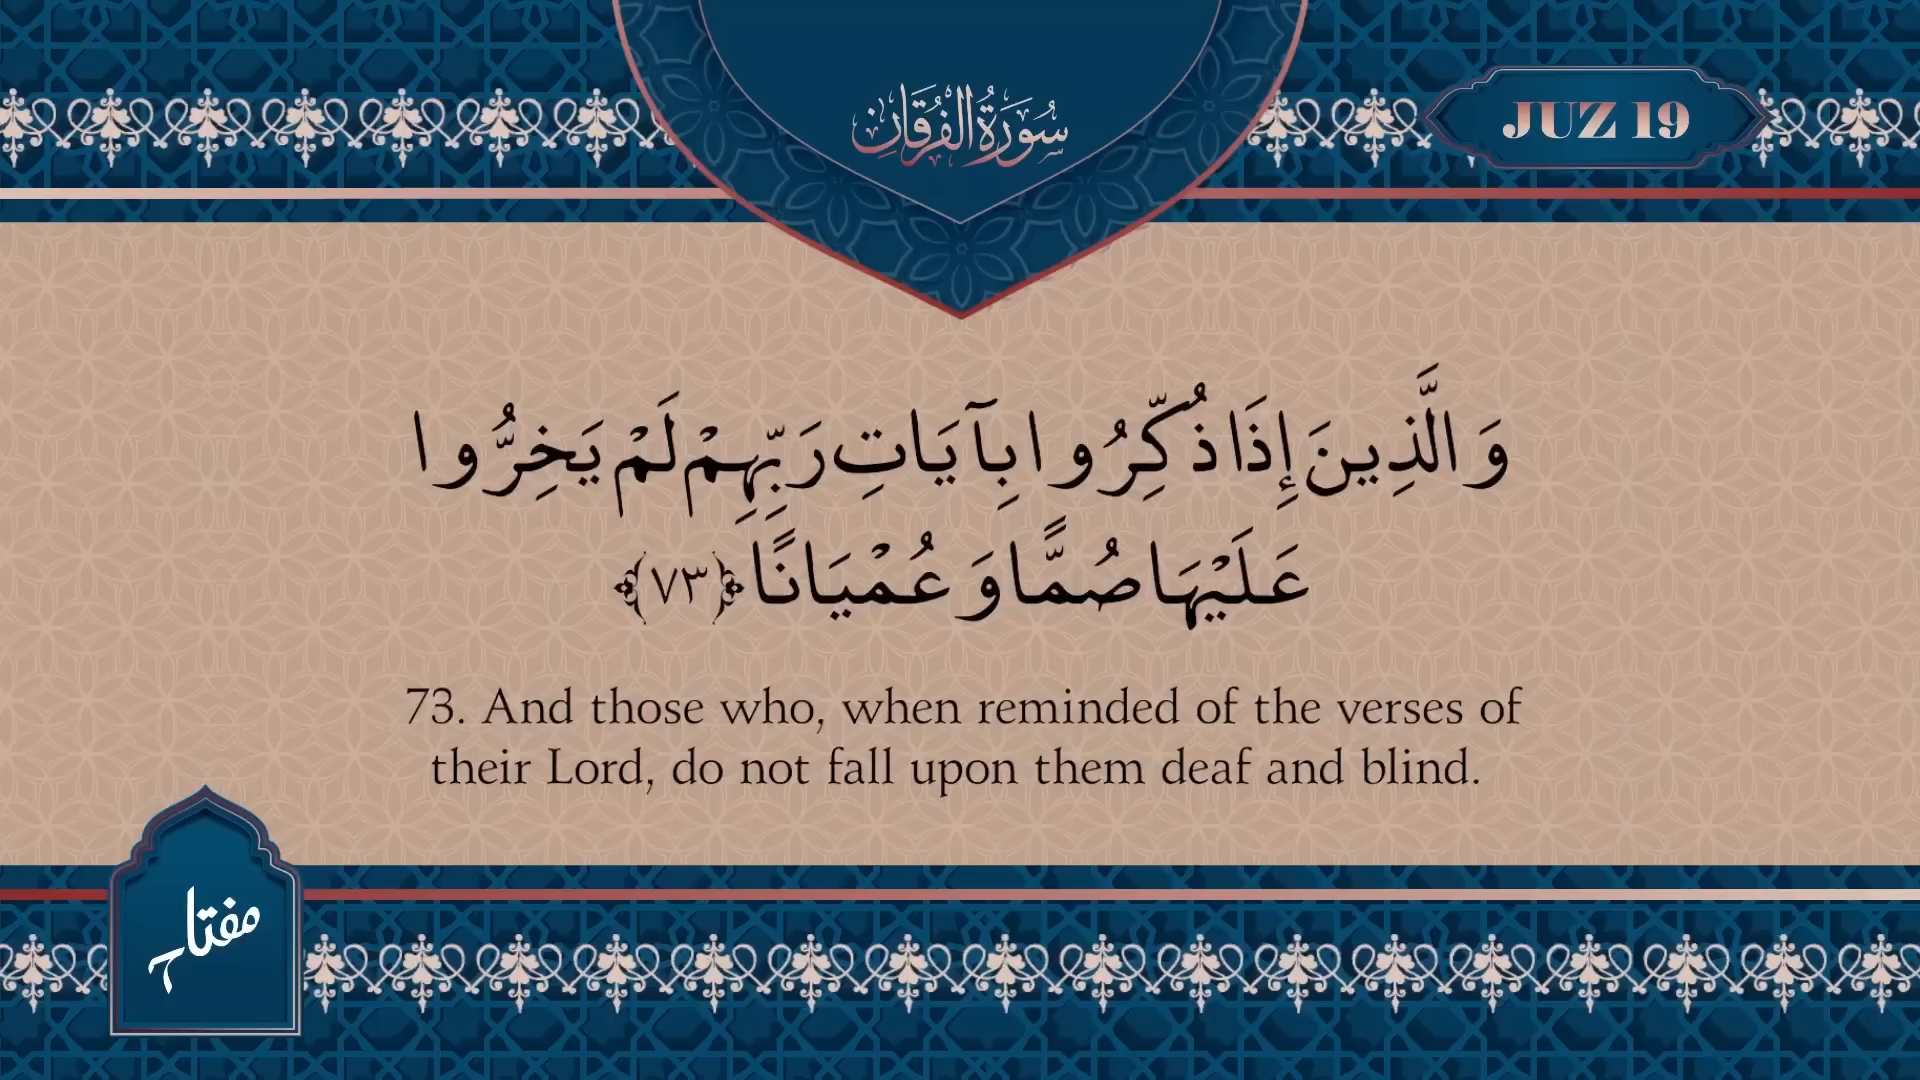 سُورَةُ الفُرقَان
JUZ 19
وَالَّذِينَ إِذَا ذُكِّرُوا بِآيَاتِ رَبِّهِمْ لَمْ يَخِرُّوا
عَلَيْهَا صُمًّا وَعُمْيَانًا ﴿٧٣﴾
73. And those who, when reminded of the verses of
their Lord, do not fall upon them deaf and blind.
مفتاح